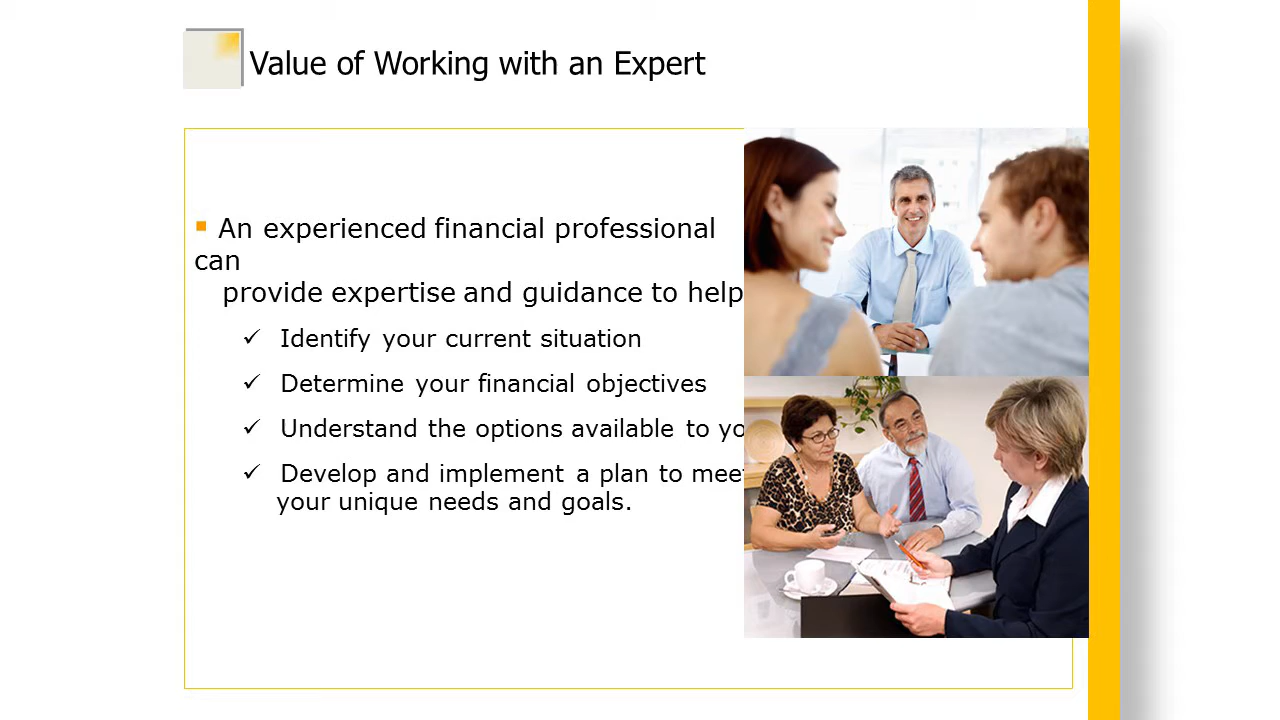 Value of Working with an Expert
▪ An experienced financial professional
can
provide expertise and guidance to help
✓ Identify your current situation
✓ Determine your financial objectives
✓ Understand the options available to yo
✓ Develop and implement a plan to meet
your unique needs and goals.